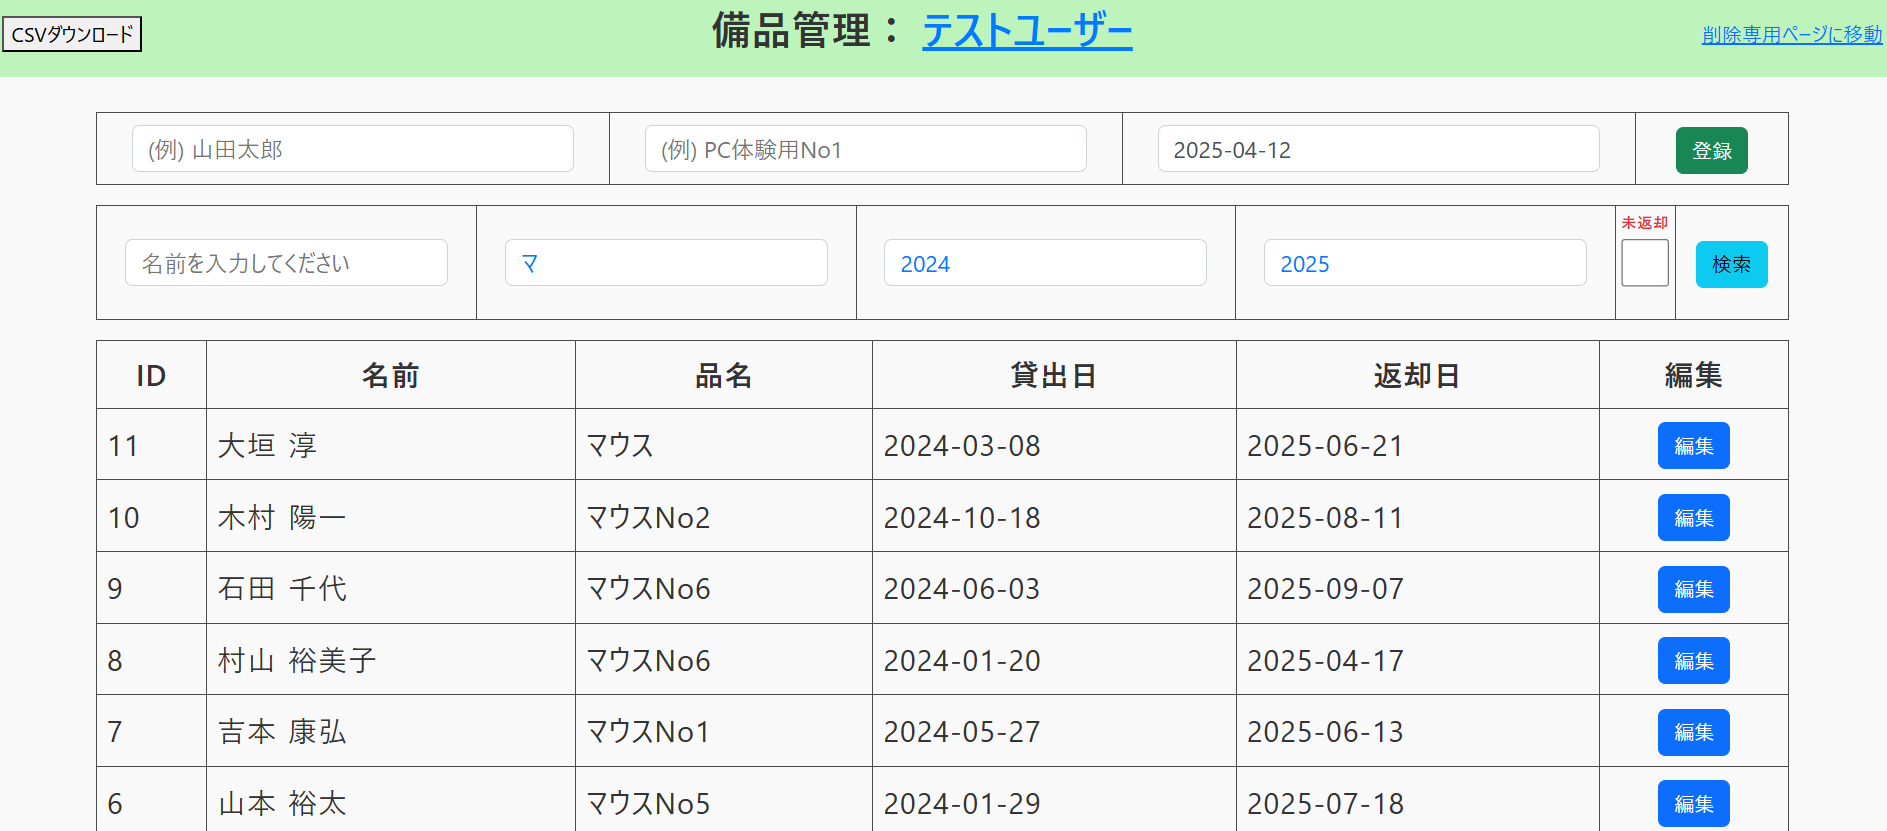 CSVダウンロード 備品管理： テストユーザー 削除専用ページに移動
(例) 山田太郎 (例) PC体験用No1 2025-04-12 登録
未返却
名前を入力してください マ 2024 2025 検索
ID 名前 品名 貸出日 返却日 編集
11 大垣 淳 マウス 2024-03-08 2025-06-21 編集
10 木村 陽一 マウスNo2 2024-10-18 2025-08-11 編集
9 石田 千代 マウスNo6 2024-06-03 2025-09-07 編集
8 村山 裕美子 マウスNo6 2024-01-20 2025-04-17 編集
7 吉本 康弘 マウスNo1 2024-05-27 2025-06-13 編集
6 山本 裕太 マウスNo5 2024-01-29 2025-07-18 編集